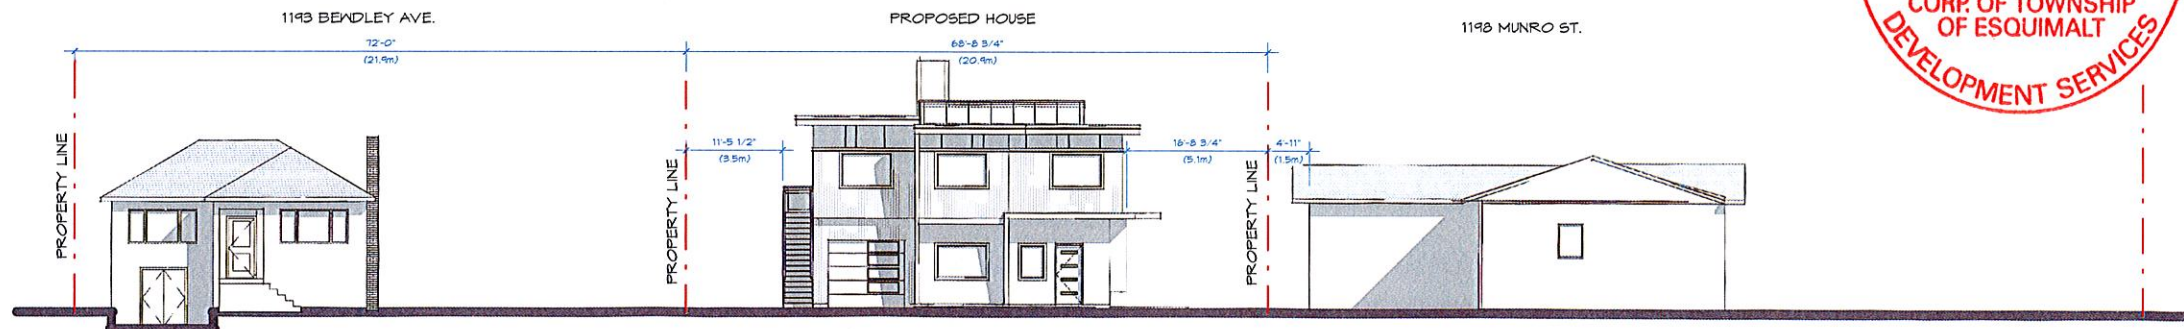 1193 BEWDLEY AVE.
PROPOSED HOUSE
1198 MUNRO ST.
CORP. OF TOWNSHIP
OF ESQUIMALT
DEVELOPMENT SERVICES
72'-0"
(21.9m)
68'-8 3/4"
(20.9m)
PROPERTY LINE
PROPERTY LINE
11'-5 1/2"
(3.5m)
16'-8 3/4"
(5.1m)
PROPERTY LINE
4'-11"
(1.5m)